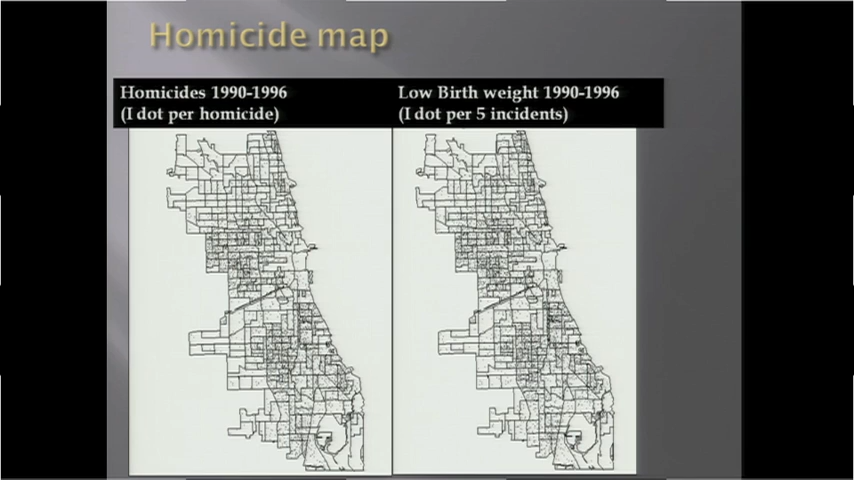 Homicide map
Homicides 1990-1996
(I dot per homicide)
Low Birth weight 1990-1996
(I dot per 5 incidents)